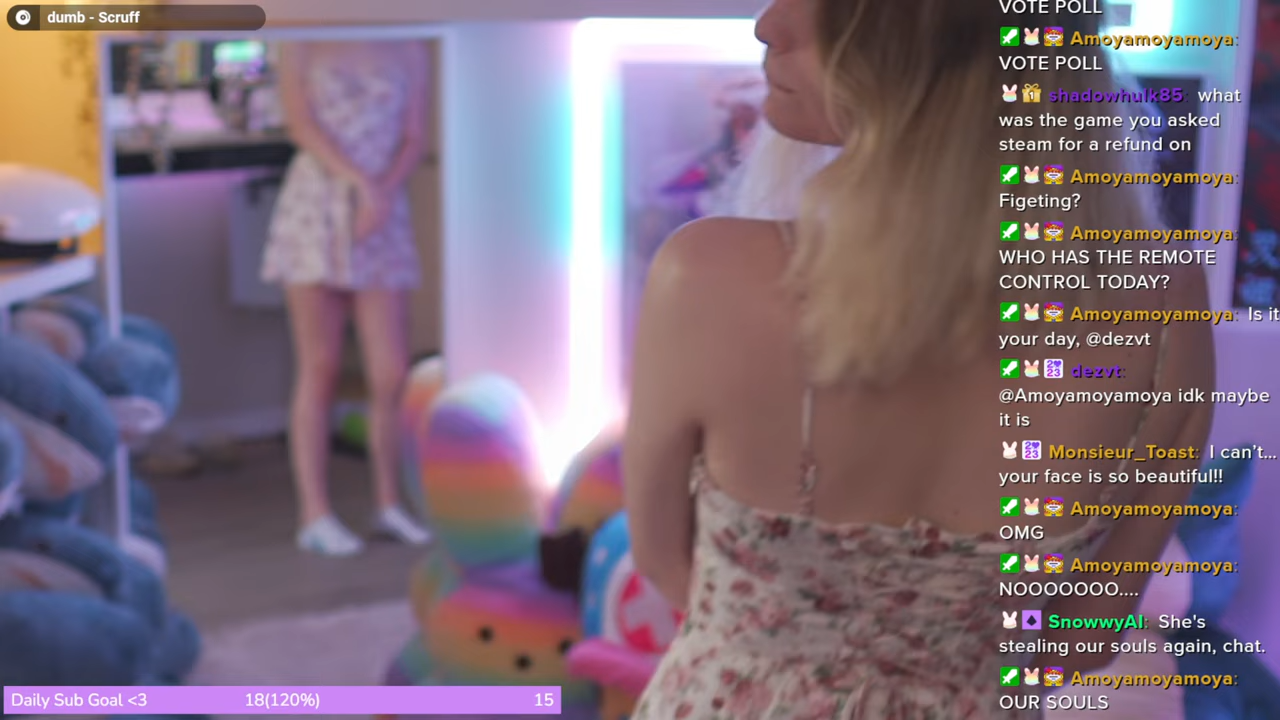 dumb - Scruff
VOTE POLL
Amoyamoyamoya:
VOTE POLL
shadowhulk85: what
was the game you asked
steam for a refund on
Amoyamoyamoya:
Figeting?
Amoyamoyamoya:
WHO HAS THE REMOTE
CONTROL TODAY?
Amoyamoyamoya: Is it
your day, @dezvt
dezvt:
@Amoyamoyamoya idk maybe
it is
Monsieur_Toast: I can't...
your face is so beautiful!!
Amoyamoyamoya:
OMG
Amoyamoyamoya:
NOOOOOOO....
SnowwyAI: She's
stealing our souls again, chat.
Amoyamoyamoya:
OUR SOULS
Daily Sub Goal <3 18(120%) 15